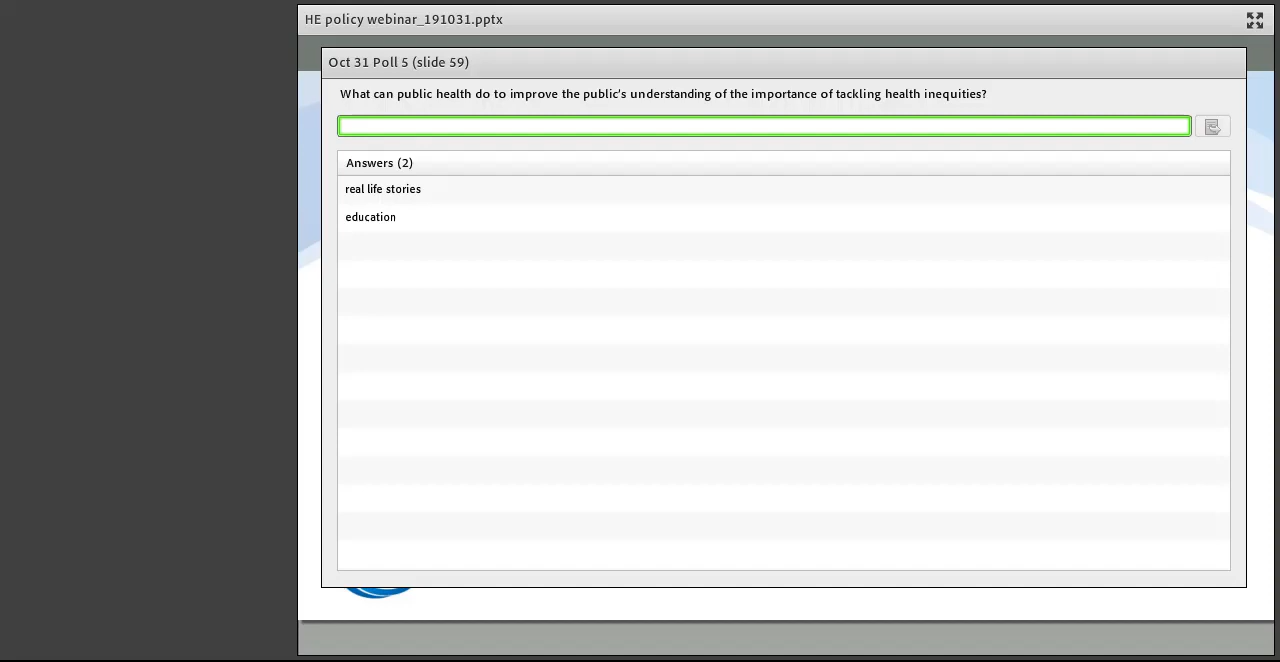 HE policy webinar_191031.pptx
Oct 31 Poll 5 (slide 59)
What can public health do to improve the public's understanding of the importance of tackling health inequities?
Answers (2)
real life stories
education